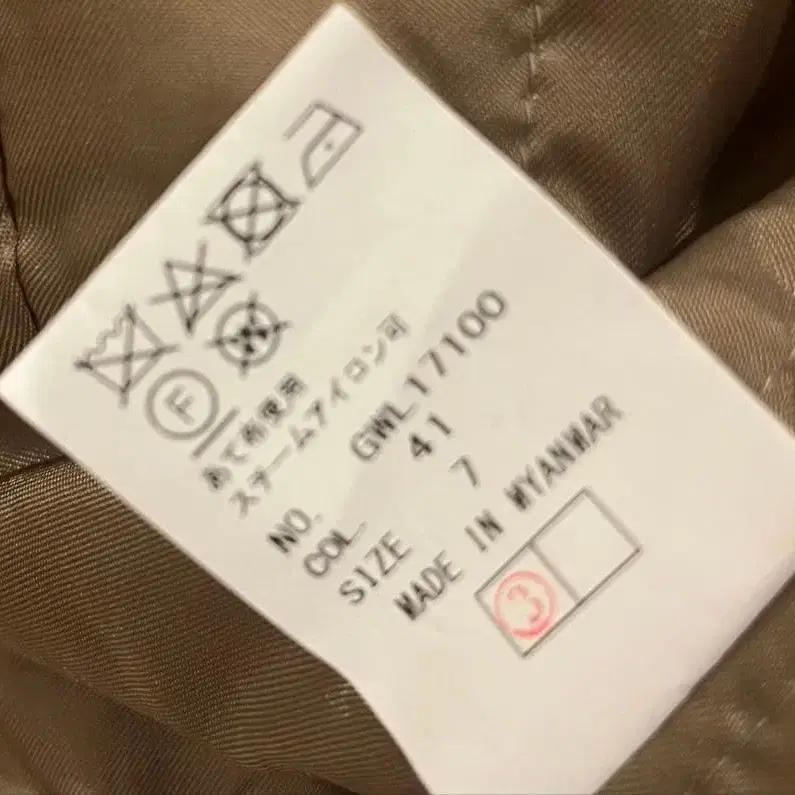 F
あて布使用
スチームアイロン可
NO. GWL17100
COL. 41
SIZE 7
MADE IN MYANMAR
3